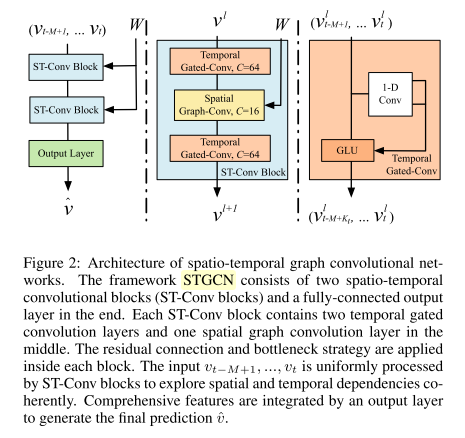 (v_{t-M+1}, ... v_t)
W
ST-Conv Block
ST-Conv Block
Output Layer
v̂
v^l
W
Temporal
Gated-Conv, C=64
Spatial
Graph-Conv, C=16
Temporal
Gated-Conv, C=64
ST-Conv Block
v^{l+1}
(v^l_{t-M+1}, ... v^l_t)
1-D
Conv
GLU
Temporal
Gated-Conv
(v^l_{t-M+K_t}, ... v^l_t)
Figure 2: Architecture of spatio-temporal graph convolutional net-
works. The framework STGCN consists of two spatio-temporal
convolutional blocks (ST-Conv blocks) and a fully-connected output
layer in the end. Each ST-Conv block contains two temporal gated
convolution layers and one spatial graph convolution layer in the
middle. The residual connection and bottleneck strategy are applied
inside each block. The input v_{t-M+1}, ..., v_t is uniformly processed
by ST-Conv blocks to explore spatial and temporal dependencies co-
herently. Comprehensive features are integrated by an output layer
to generate the final prediction v̂.